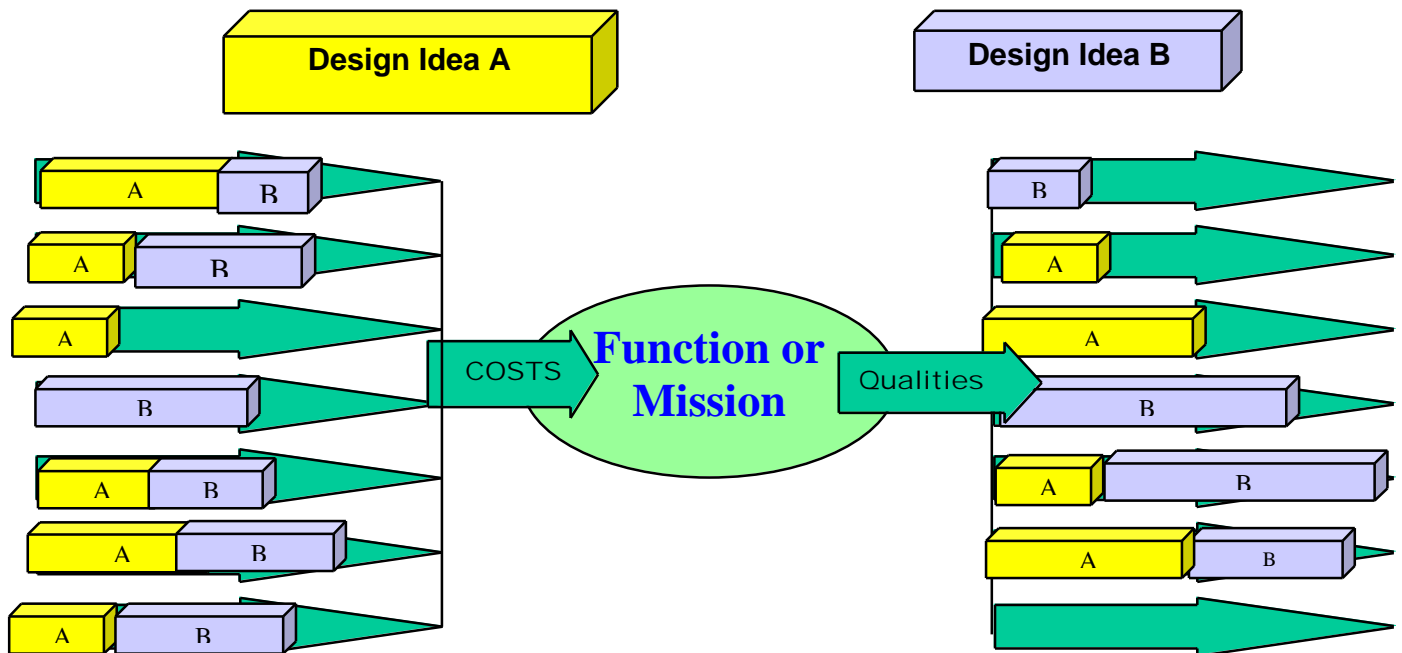 Design Idea A
Design Idea B
A B
A B
A
B
A B
A B
A B
COSTS
Function or
Mission
Qualities
B
A
A
B
A B
A B